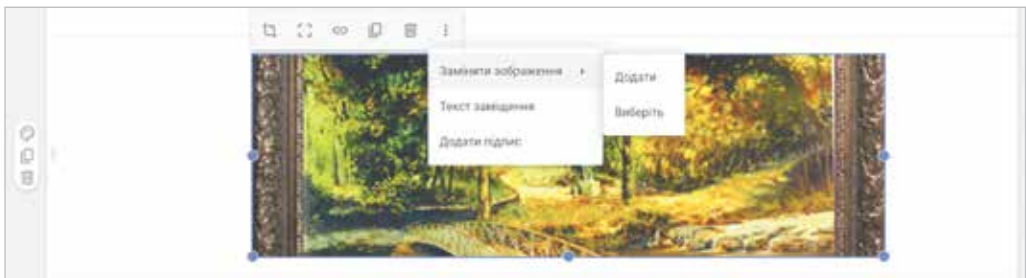 Замінити зображення
Додати
Текст заміщення
Виберіть
Додати підпис